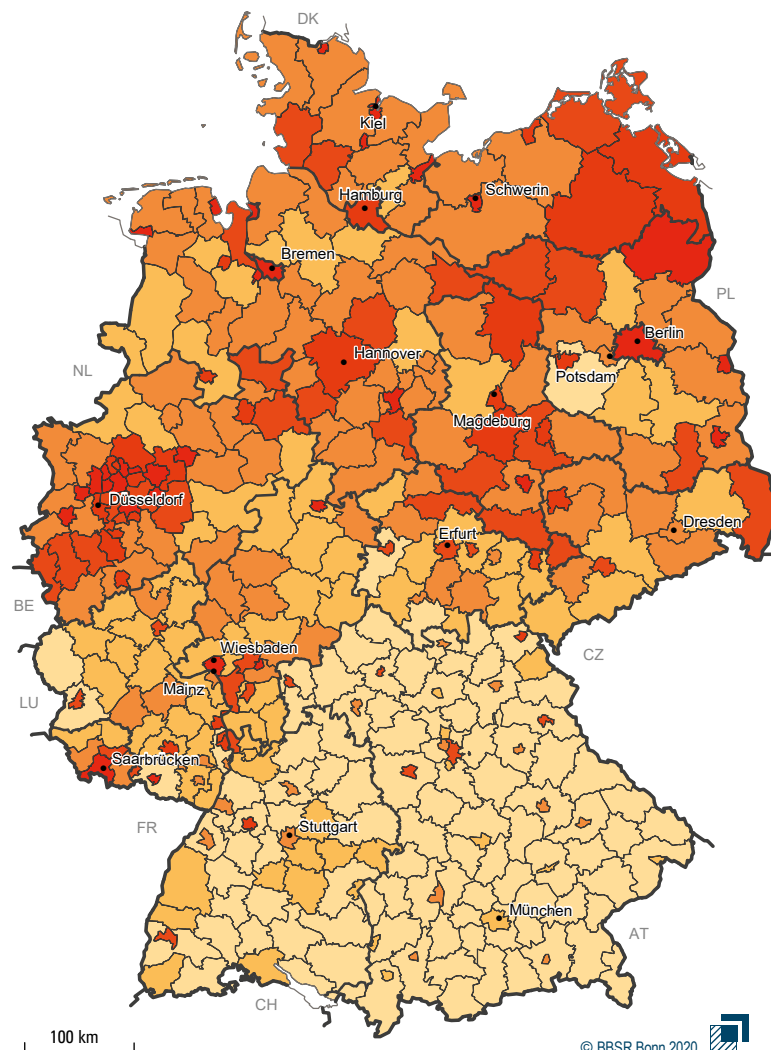 DK
Kiel
Schwerin
Hamburg
Bremen
PL
Berlin
Hannover
NL
Potsdam
Magdeburg
Düsseldorf
Dresden
Erfurt
BE
Wiesbaden
CZ
Mainz
LU
Saarbrücken
FR
Stuttgart
München
AT
CH
100 km
© BBSR Bonn 2020